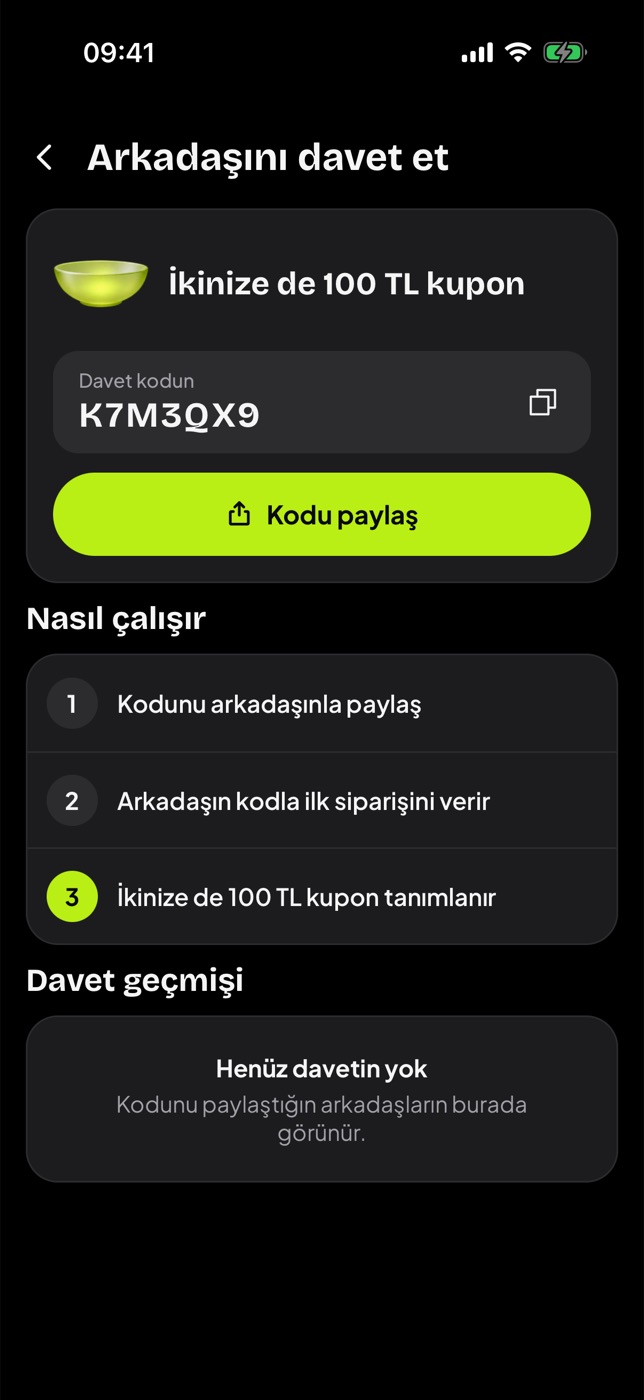 09:41
Arkadaşını davet et
İkinize de 100 TL kupon
Davet kodun
K7M3QX9
Kodu paylaş
Nasıl çalışır
1 Kodunu arkadaşınla paylaş
2 Arkadaşın kodla ilk siparişini verir
3 İkinize de 100 TL kupon tanımlanır
Davet geçmişi
Henüz davetin yok
Kodunu paylaştığın arkadaşların burada
görünür.